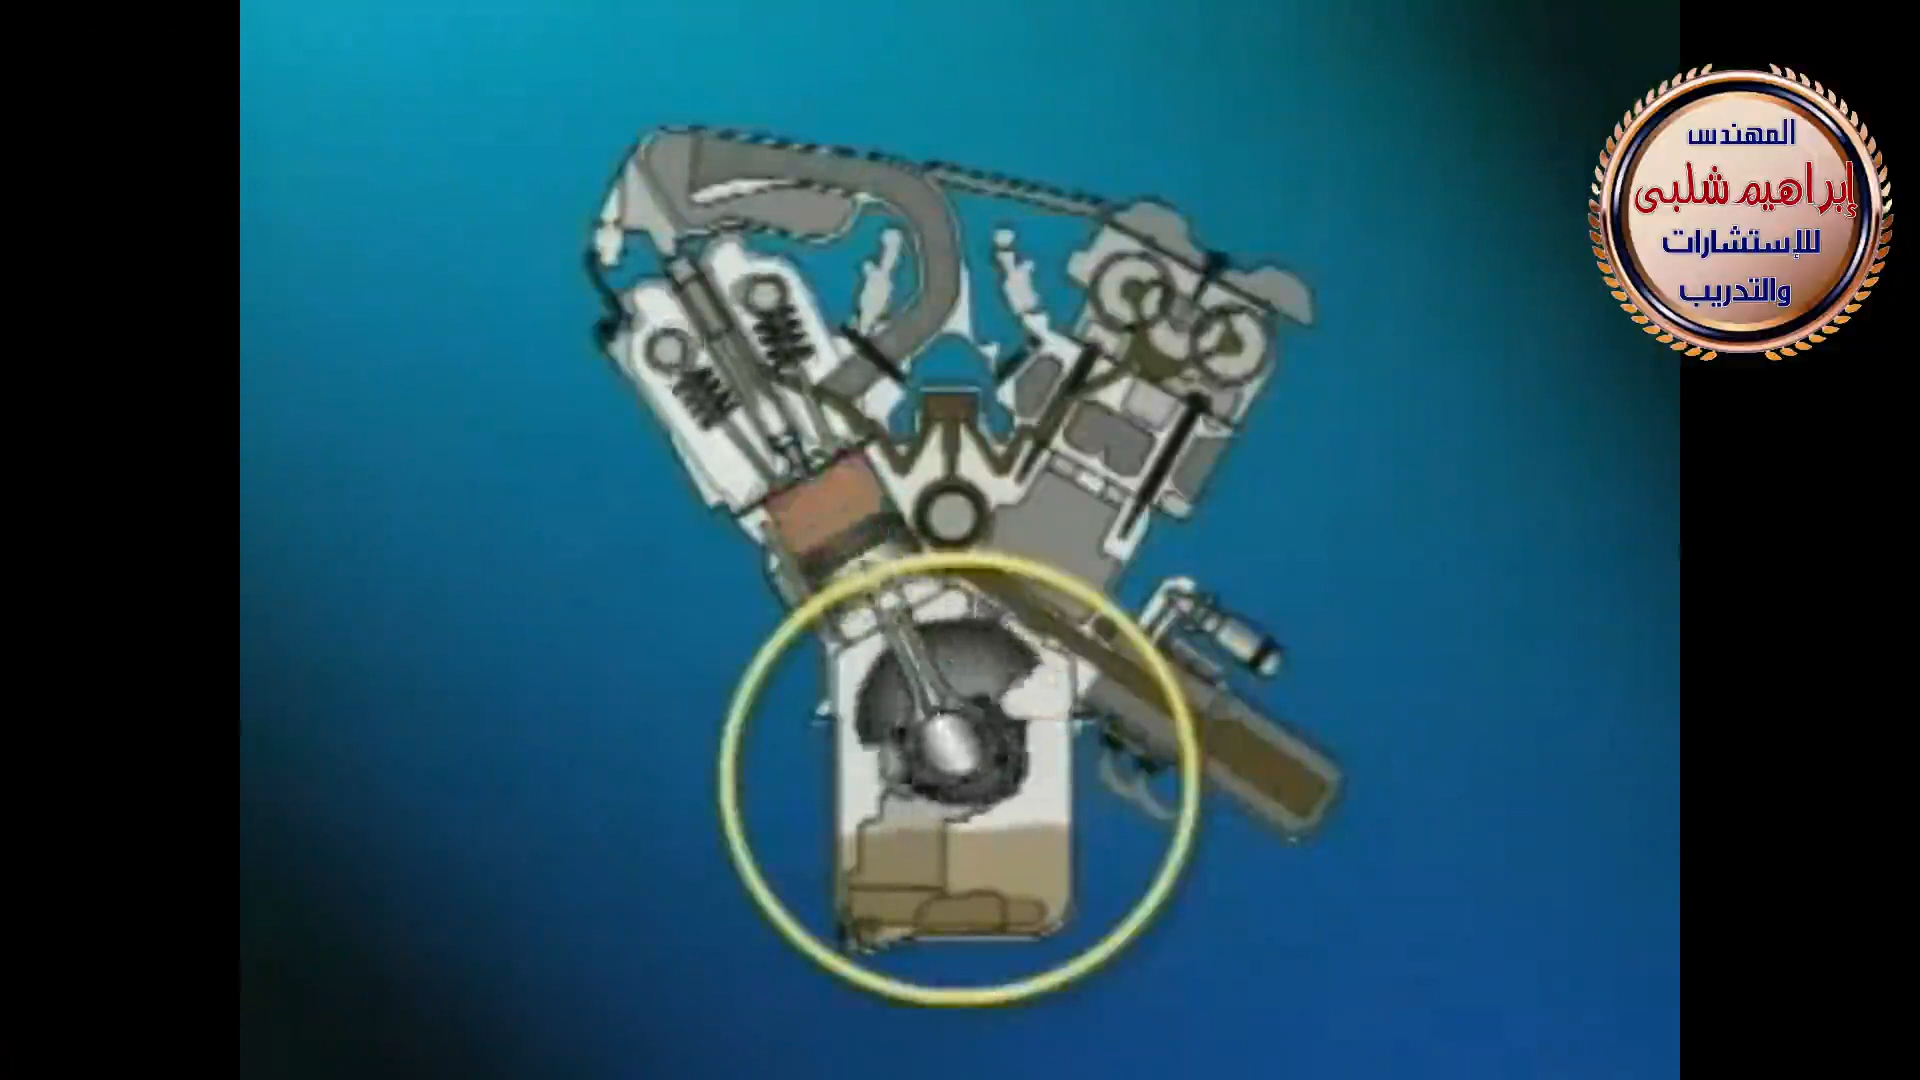 المهندس
إبراهيم شلبى
للإستشارات
والتدريب